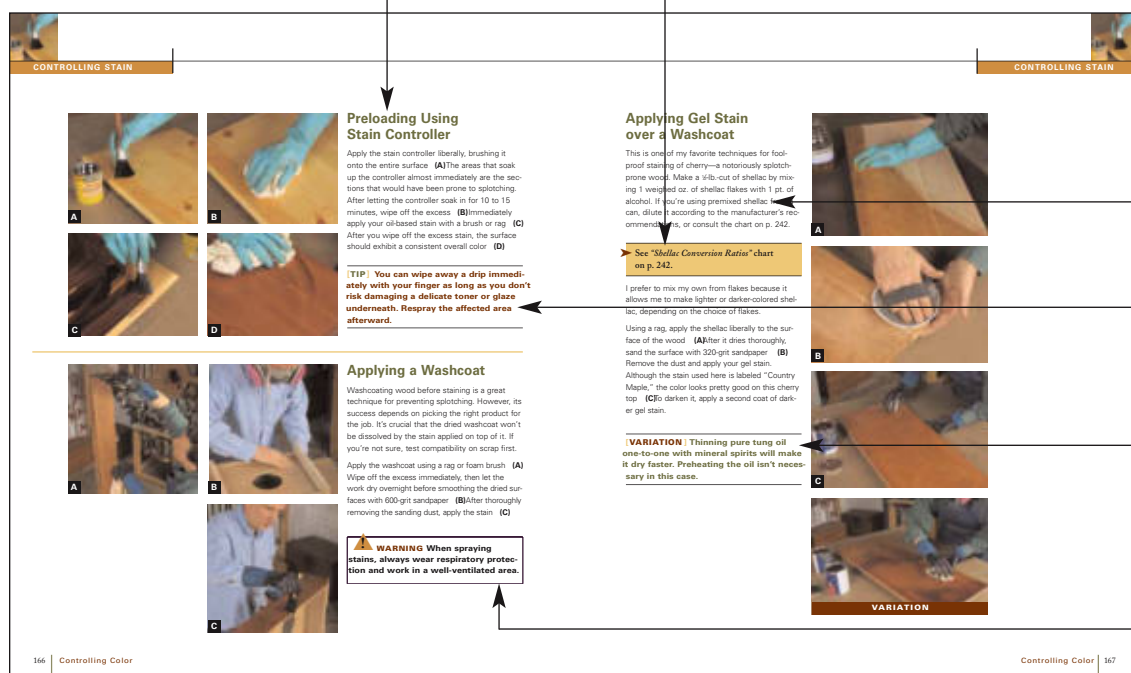 CONTROLLING STAIN
CONTROLLING STAIN
A
B
C
D
Preloading Using
Stain Controller
Apply the stain controller liberally, brushing it
onto the entire surface (A)The areas that soak
up the controller almost immediately are the sec-
tions that would have been prone to splotching.
After letting the controller soak in for 10 to 15
minutes, wipe off the excess (B)Immediately
apply your oil-based stain with a brush or rag (C)
After you wipe off the excess stain, the surface
should exhibit a consistent overall color (D)
[TIP] You can wipe away a drip immedi-
ately with your finger as long as you don't
risk damaging a delicate toner or glaze
underneath. Respray the affected area
afterward.
A
B
C
Applying a Washcoat
Washcoating wood before staining is a great
technique for preventing splotching. However, its
success depends on picking the right product for
the job. It's crucial that the dried washcoat won't
be dissolved by the stain applied on top of it. If
you're not sure, test compatibility on scrap first.
Apply the washcoat using a rag or foam brush (A)
Wipe off the excess immediately, then let the
work dry overnight before smoothing the dried sur-
faces with 600-grit sandpaper (B)After thoroughly
removing the sanding dust, apply the stain (C)
! WARNING When spraying
stains, always wear respiratory protec-
tion and work in a well-ventilated area.
166 Controlling Color
Applying Gel Stain
over a Washcoat
This is one of my favorite techniques for fool-
proof staining of cherry—a notoriously splotch-
prone wood. Make a -lb.-cut of shellac by mix-
ing 1 weighed oz. of shellac flakes with 1 pt. of
alcohol. If you're using premixed shellac
can, dilute it according to the manufacturer's rec-
ommendations, or consult the chart on p. 242.
See "Shellac Conversion Ratios" chart
on p. 242.
I prefer to mix my own from flakes because it
allows me to make lighter or darker-colored shel-
lac, depending on the choice of flakes.
Using a rag, apply the shellac liberally to the sur-
face of the wood (A)After it dries thoroughly,
sand the surface with 320-grit sandpaper (B)
Remove the dust and apply your gel stain.
Although the stain used here is labeled "Country
Maple," the color looks pretty good on this cherry
top (C)To darken it, apply a second coat of dark-
er gel stain.
[VARIATION] Thinning pure tung oil
one-to-one with mineral spirits will make
it dry faster. Preheating the oil isn't neces-
sary in this case.
A
B
C
VARIATION
Controlling Color 167